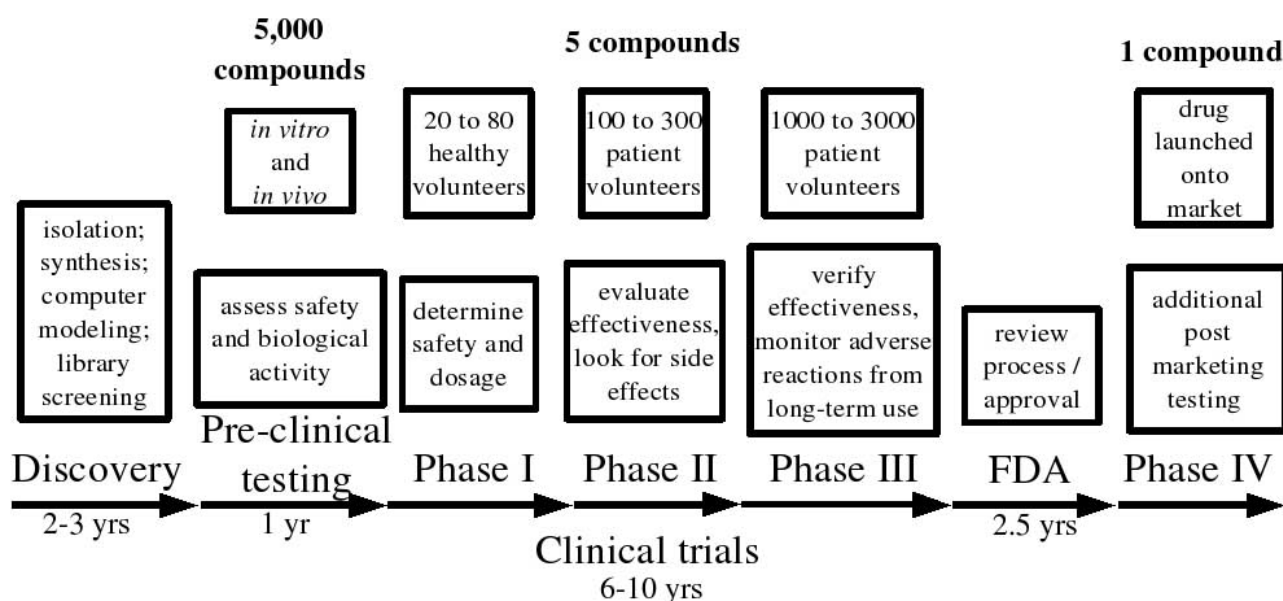 5,000
compounds
5 compounds
1 compound
in vitro
and
in vivo
20 to 80
healthy
volunteers
100 to 300
patient
volunteers
1000 to 3000
patient
volunteers
drug
launched
onto
market
isolation;
synthesis;
computer
modeling;
library
screening
assess safety
and biological
activity
determine
safety and
dosage
evaluate
effectiveness,
look for side
effects
verify
effectiveness,
monitor adverse
reactions from
long-term use
review
process /
approval
additional
post
marketing
testing
Discovery
Pre-clinical
testing
Phase I
Phase II
Phase III
FDA
Phase IV
2-3 yrs
1 yr
2.5 yrs
Clinical trials
6-10 yrs